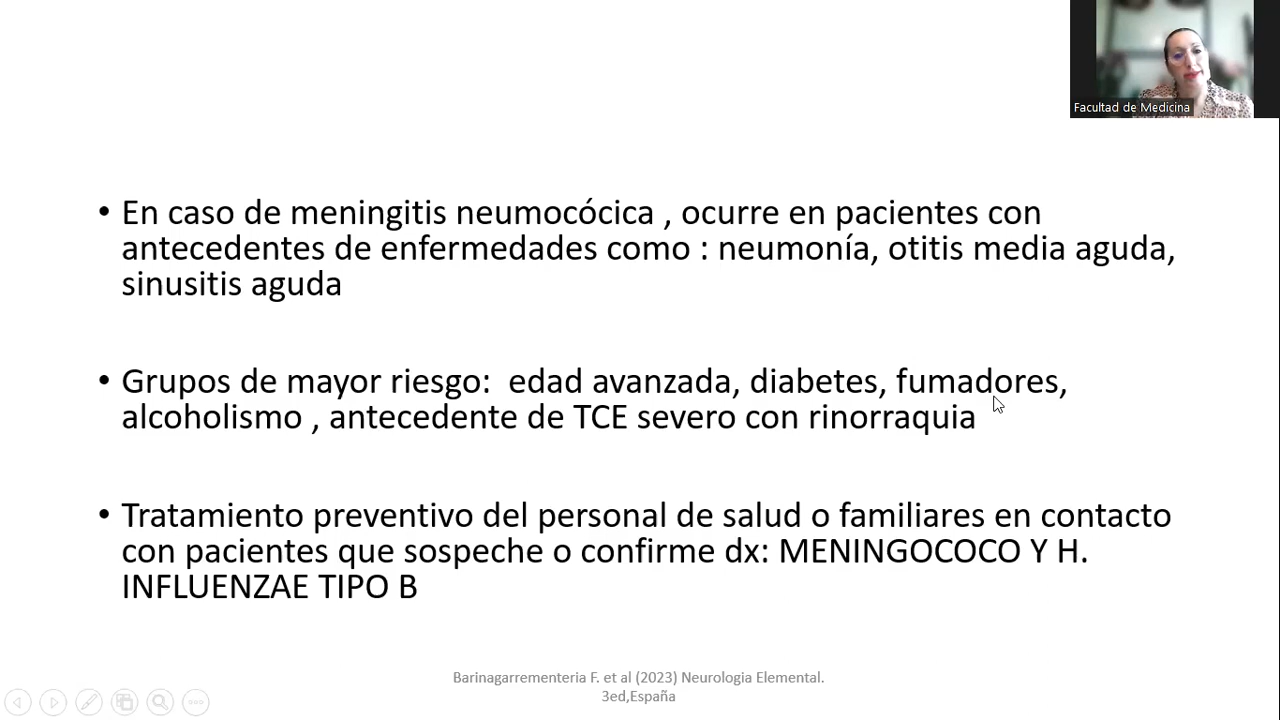 Facultad de Medicina
• En caso de meningitis neumocócica , ocurre en pacientes con
antecedentes de enfermedades como : neumonía, otitis media aguda,
sinusitis aguda
• Grupos de mayor riesgo:  edad avanzada, diabetes, fumadores,
alcoholismo , antecedente de TCE severo con rinorraquia
• Tratamiento preventivo del personal de salud o familiares en contacto
con pacientes que sospeche o confirme dx: MENINGOCOCO Y H.
INFLUENZAE TIPO B
Barinagarrementeria F. et al (2023) Neurologia Elemental.
3ed,España